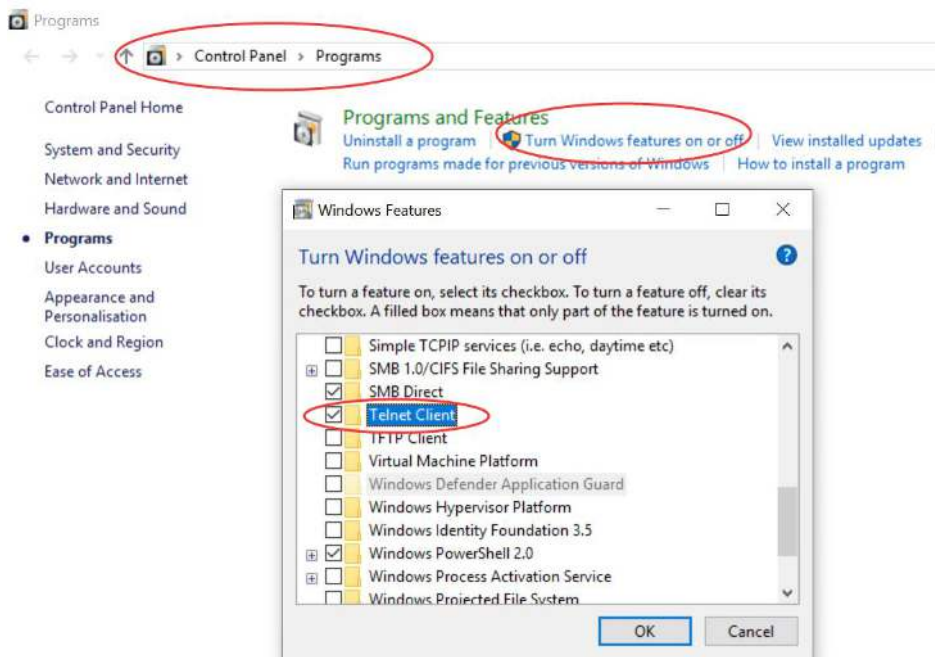 Programs
Control Panel > Programs
Control Panel Home
System and Security
Network and Internet
Hardware and Sound
Programs
User Accounts
Appearance and
Personalisation
Clock and Region
Ease of Access
Programs and Features
Uninstall a program Turn Windows features on or off View installed updates
Run programs made for previous versions of Windows How to install a program
Windows Features
Turn Windows features on or off
To turn a feature on, select its checkbox. To turn a feature off, clear its
checkbox. A filled box means that only part of the feature is turned on.
Simple TCPIP services (i.e. echo, daytime etc)
SMB 1.0/CIFS File Sharing Support
SMB Direct
Telnet Client
TFTP Client
Virtual Machine Platform
Windows Defender Application Guard
Windows Hypervisor Platform
Windows Identity Foundation 3.5
Windows PowerShell 2.0
Windows Process Activation Service
Windows Projected File System
OK Cancel